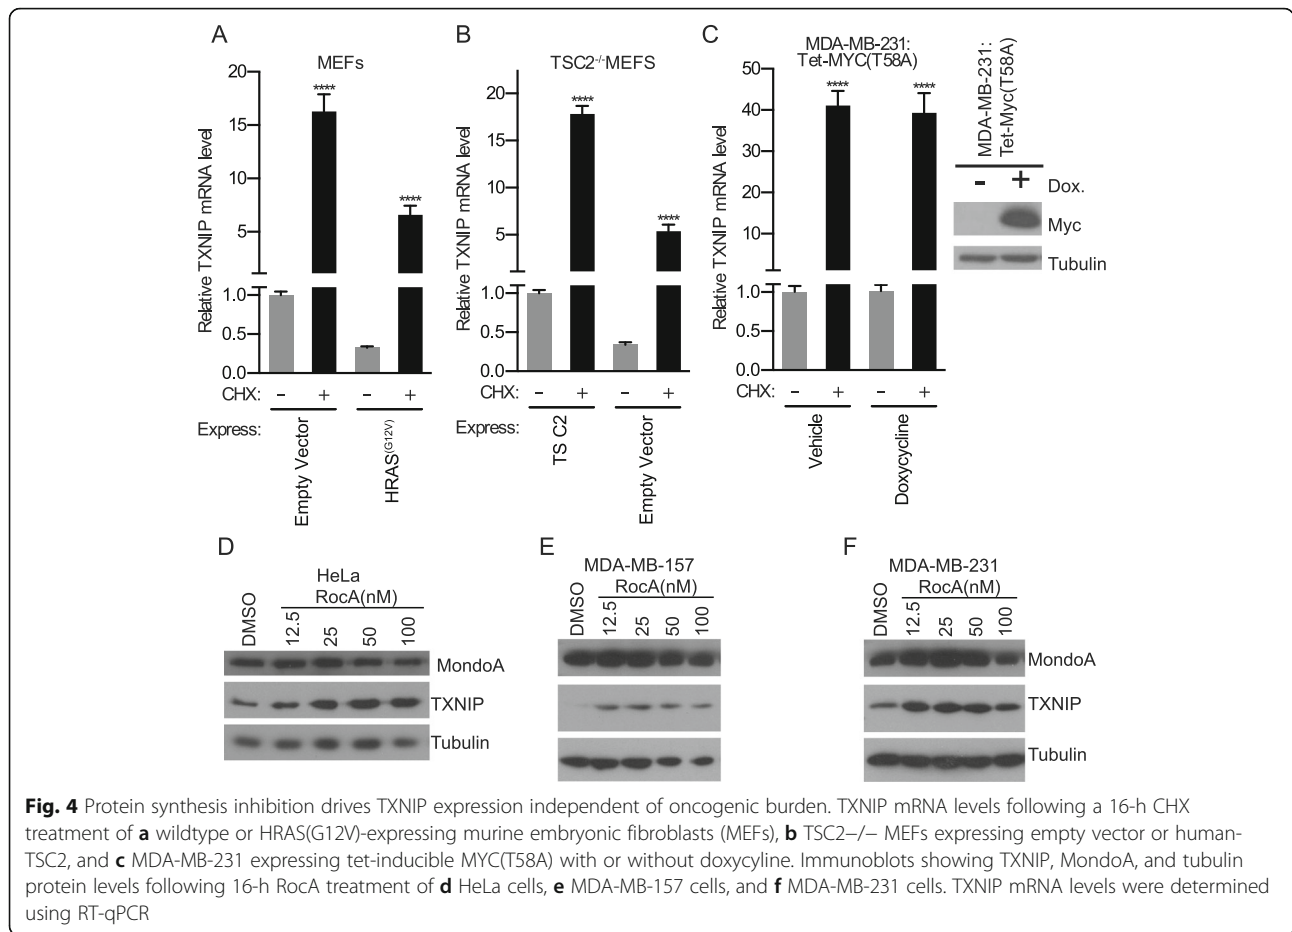 A
MEFs
Relative TXNIP mRNA level
20
15
10
5
1.0
0.5
0.0
****
****
CHX:
- + - +
Express:
Empty Vector
HRAS(G12V)
B
TSC2-/-MEFS
Relative TXNIP mRNA level
20
15
10
5
1.0
0.5
0.0
****
****
CHX:
- + - +
Express:
TS C2
Empty Vector
C
MDA-MB-231:
Tet-MYC(T58A)
Relative TXNIP mRNA level
50
40
30
20
10
1.0
0.5
0.0
****
****
CHX:
- + - +
Vehicle
Doxycycline
MDA-MB-231:
Tet-Myc(T58A)
- + Dox.
Myc
Tubulin
D
HeLa
RocA(nM)
DMSO 12.5 25 50 100
MondoA
TXNIP
Tubulin
E
MDA-MB-157
RocA(nM)
DMSO 12.5 25 50 100
F
MDA-MB-231
RocA(nM)
DMSO 12.5 25 50 100
MondoA
TXNIP
Tubulin
Fig. 4 Protein synthesis inhibition drives TXNIP expression independent of oncogenic burden. TXNIP mRNA levels following a 16-h CHX
treatment of a wildtype or HRAS(G12V)-expressing murine embryonic fibroblasts (MEFs), b TSC2−/− MEFs expressing empty vector or human-
TSC2, and c MDA-MB-231 expressing tet-inducible MYC(T58A) with or without doxycyline. Immunoblots showing TXNIP, MondoA, and tubulin
protein levels following 16-h RocA treatment of d HeLa cells, e MDA-MB-157 cells, and f MDA-MB-231 cells. TXNIP mRNA levels were determined
using RT-qPCR